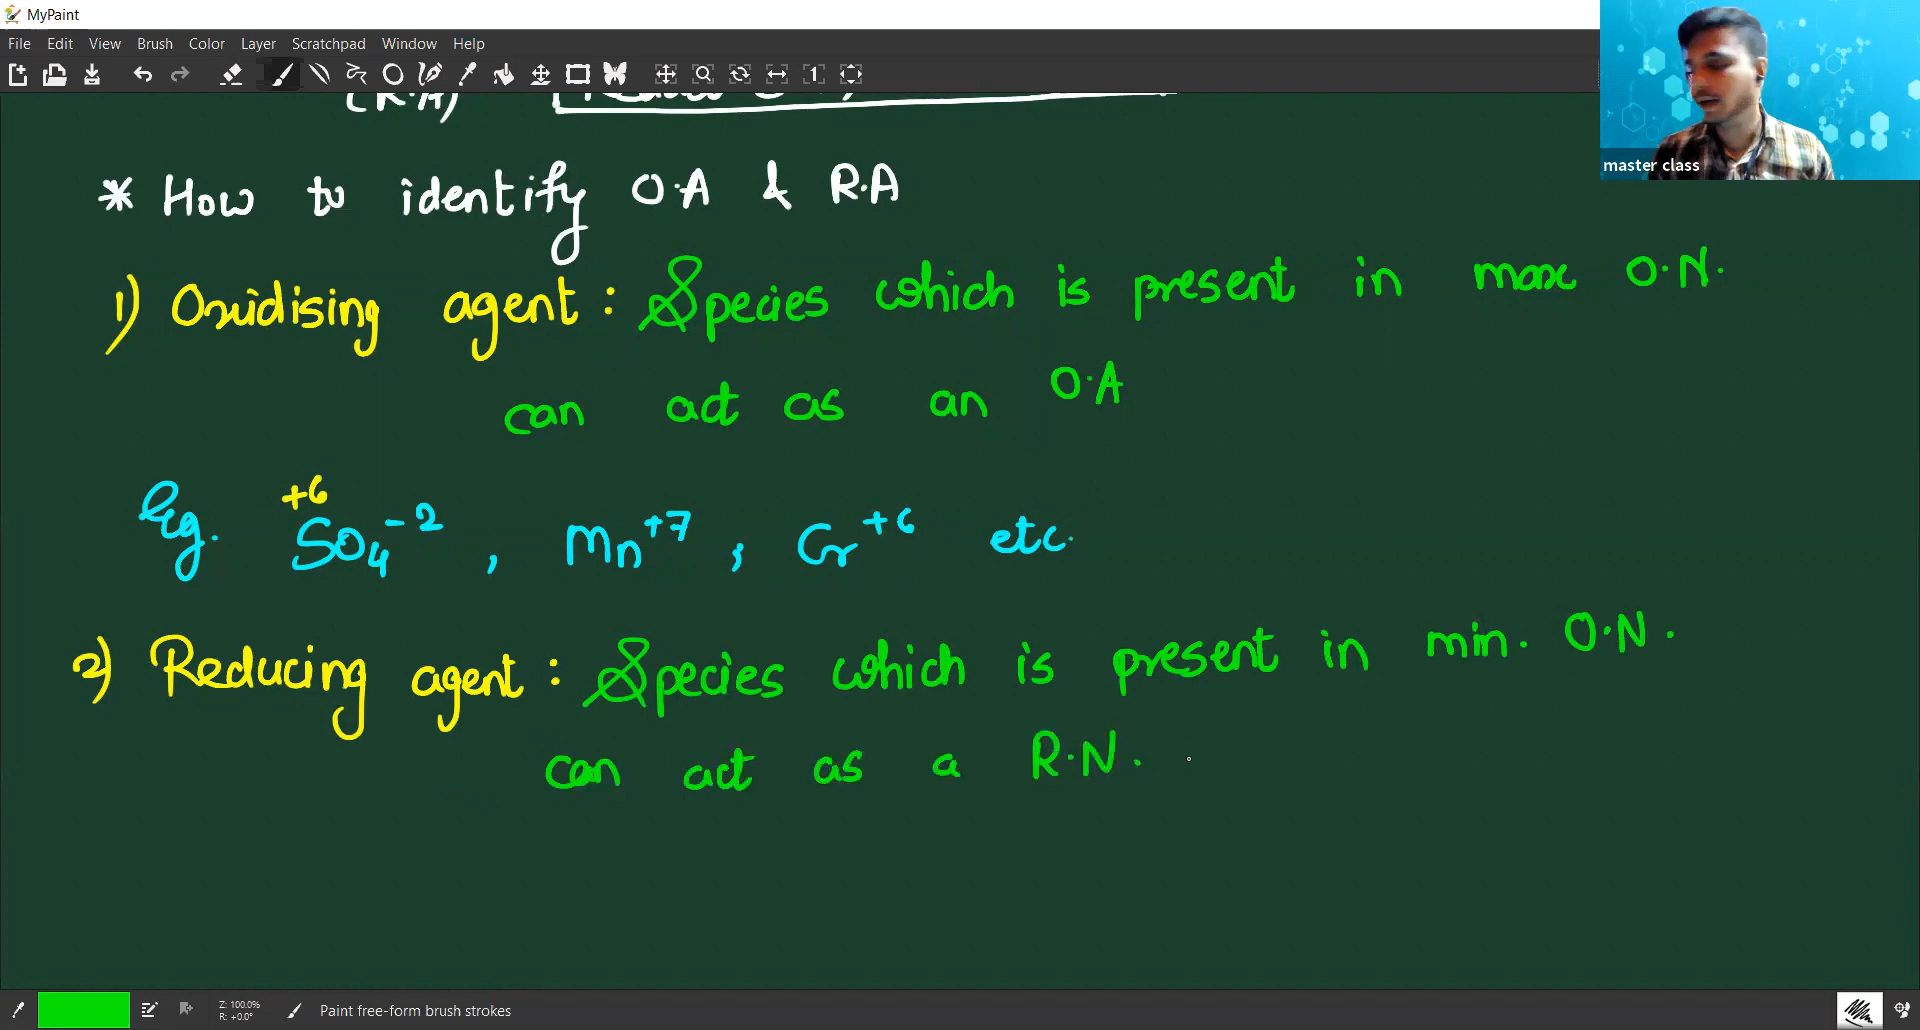 MyPaint
File Edit View Brush Color Layer Scratchpad Window Help
master class
(R.A)
* How to identify O.A & R.A
1) Oxidising agent : Species which is present in max O.N.
can act as an O.A
Eg. +6
SO4-2 , Mn+7 , Cr+6 etc.
2) Reducing agent : Species which is present in min. O.N.
can act as a R.N.
Z: 100.0%
R: +0.0°
Paint free-form brush strokes